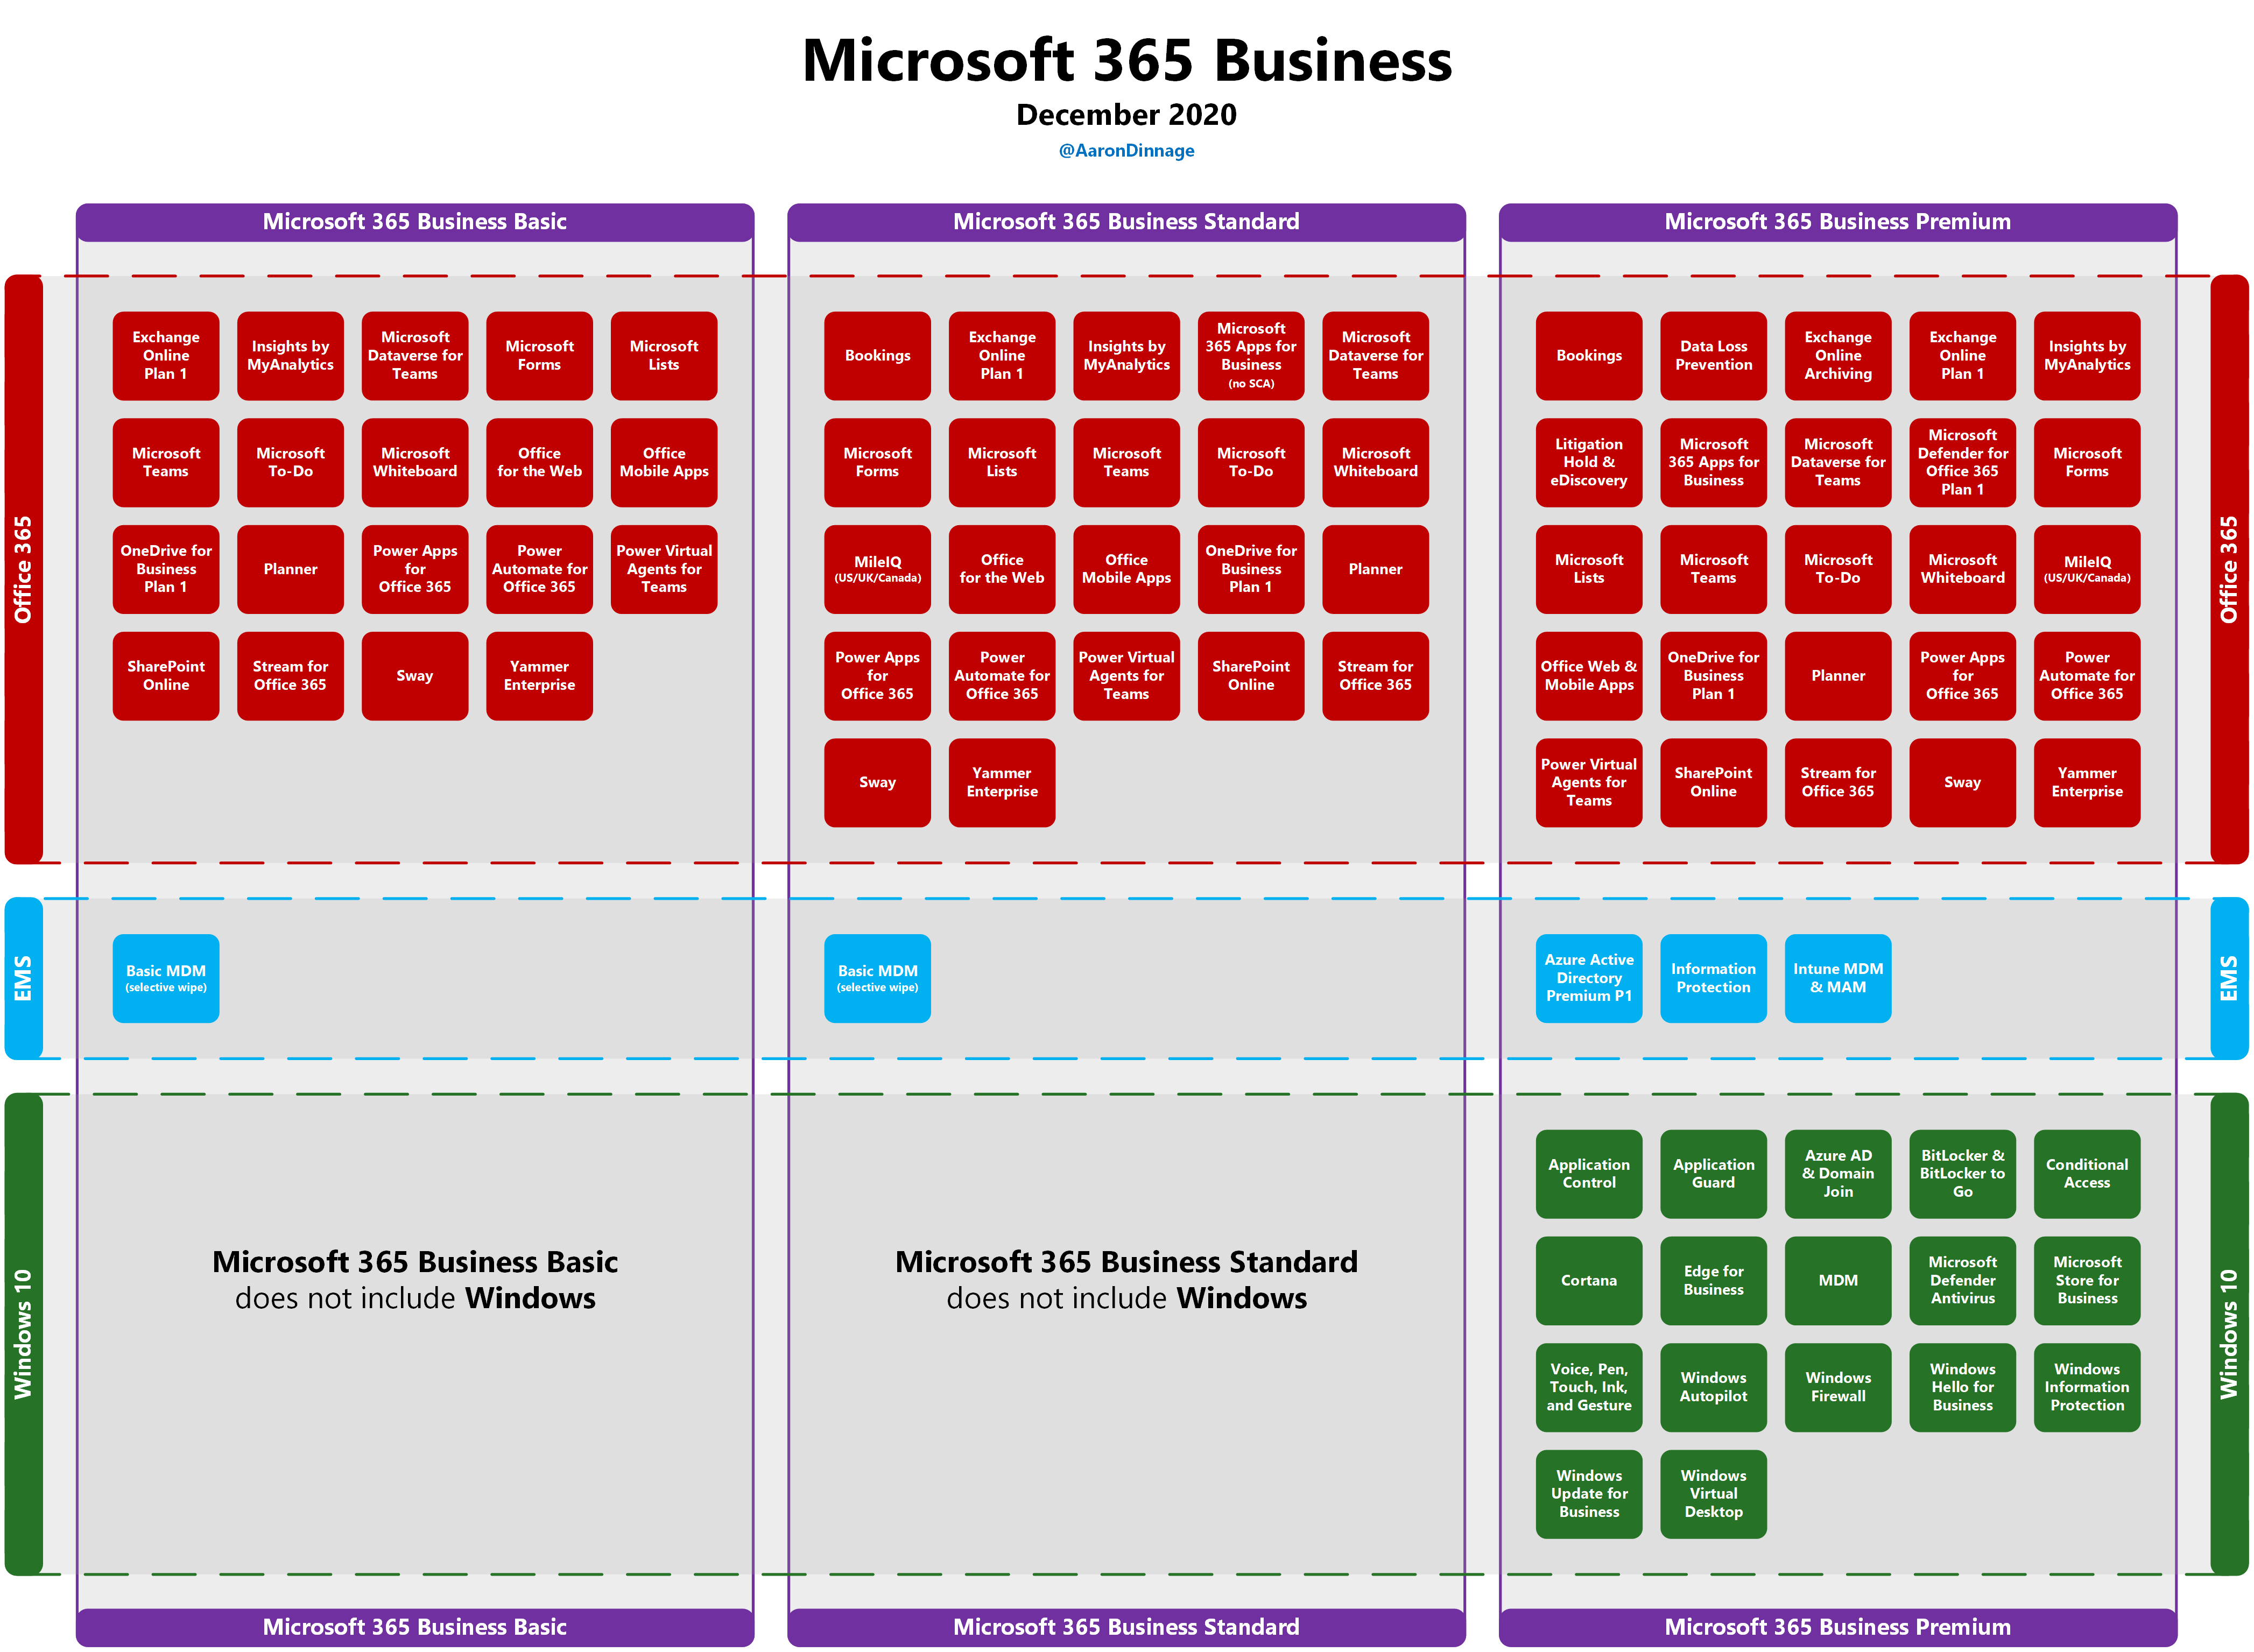 Microsoft 365 Business
December 2020
@AaronDinnage
Microsoft 365 Business Basic
Microsoft 365 Business Standard
Microsoft 365 Business Premium
Office 365
Exchange
Online
Plan 1
Insights by
MyAnalytics
Microsoft
Dataverse for
Teams
Microsoft
Forms
Microsoft
Lists
Microsoft
Teams
Microsoft
To-Do
Microsoft
Whiteboard
Office
for the Web
Office
Mobile Apps
OneDrive for
Business
Plan 1
Planner
Power Apps
for
Office 365
Power
Automate for
Office 365
Power Virtual
Agents for
Teams
SharePoint
Online
Stream for
Office 365
Sway
Yammer
Enterprise
Bookings
Exchange
Online
Plan 1
Insights by
MyAnalytics
Microsoft
365 Apps for
Business
(no SCA)
Microsoft
Dataverse for
Teams
Microsoft
Forms
Microsoft
Lists
Microsoft
Teams
Microsoft
To-Do
Microsoft
Whiteboard
MileIQ
(US/UK/Canada)
Office
for the Web
Office
Mobile Apps
OneDrive for
Business
Plan 1
Planner
Power Apps
for
Office 365
Power
Automate for
Office 365
Power Virtual
Agents for
Teams
SharePoint
Online
Stream for
Office 365
Sway
Yammer
Enterprise
Bookings
Data Loss
Prevention
Exchange
Online
Archiving
Exchange
Online
Plan 1
Insights by
MyAnalytics
Litigation
Hold &
eDiscovery
Microsoft
365 Apps for
Business
Microsoft
Dataverse for
Teams
Microsoft
Defender for
Office 365
Plan 1
Microsoft
Forms
Microsoft
Lists
Microsoft
Teams
Microsoft
To-Do
Microsoft
Whiteboard
MileIQ
(US/UK/Canada)
Office Web &
Mobile Apps
OneDrive for
Business
Plan 1
Planner
Power Apps
for
Office 365
Power
Automate for
Office 365
Power Virtual
Agents for
Teams
SharePoint
Online
Stream for
Office 365
Sway
Yammer
Enterprise
Office 365
EMS
Basic MDM
(selective wipe)
Basic MDM
(selective wipe)
Azure Active
Directory
Premium P1
Information
Protection
Intune MDM
& MAM
EMS
Windows 10
Microsoft 365 Business Basic
does not include Windows
Microsoft 365 Business Standard
does not include Windows
Application
Control
Application
Guard
Azure AD
& Domain
Join
BitLocker &
BitLocker to
Go
Conditional
Access
Cortana
Edge for
Business
MDM
Microsoft
Defender
Antivirus
Microsoft
Store for
Business
Voice, Pen,
Touch, Ink,
and Gesture
Windows
Autopilot
Windows
Firewall
Windows
Hello for
Business
Windows
Information
Protection
Windows
Update for
Business
Windows
Virtual
Desktop
Windows 10
Microsoft 365 Business Basic
Microsoft 365 Business Standard
Microsoft 365 Business Premium